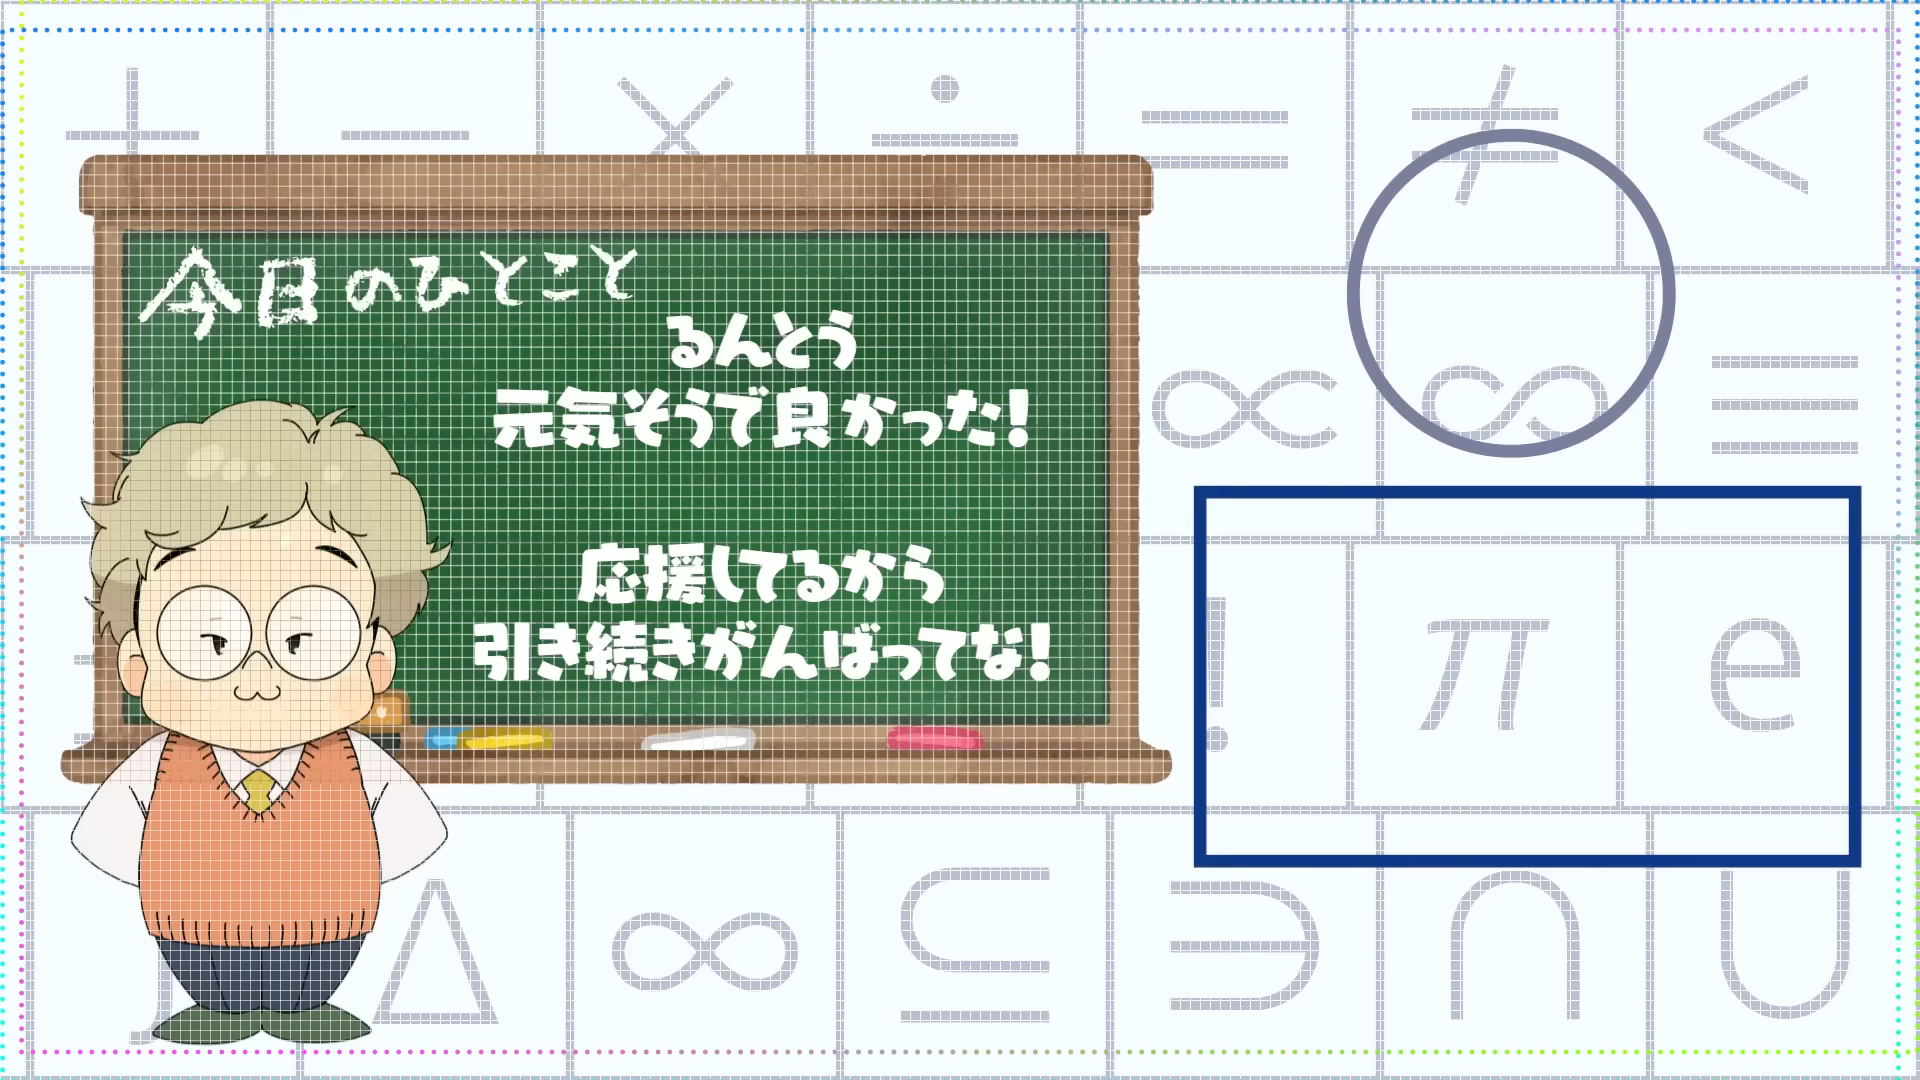 + − × ÷ = ≠ <
今日のひとこと
るんとう
元気そうで良かった!
∝ ∽ ≡
応援してるから
引き続きがんばってな!
! π e
∫ Δ ∞ ⊆ ∋ ∩ ∪